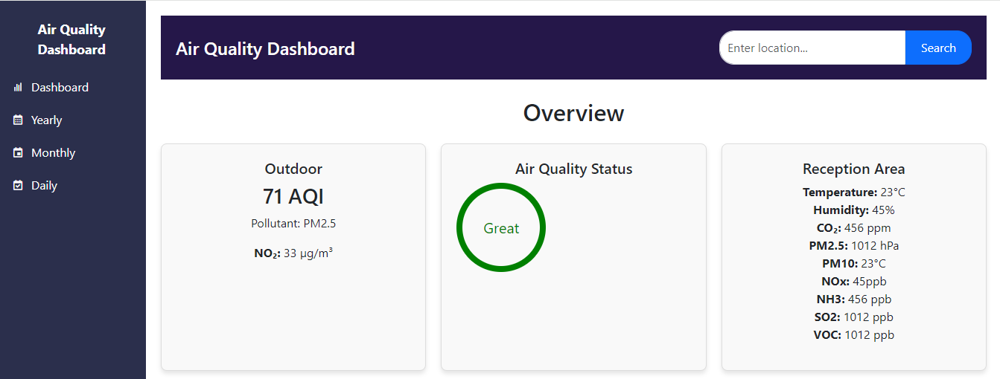 Air Quality
Dashboard
Dashboard
Yearly
Monthly
Daily
Air Quality Dashboard
Enter location...
Search
Overview
Outdoor
71 AQI
Pollutant: PM2.5
NO₂: 33 µg/m³
Air Quality Status
Great
Reception Area
Temperature: 23°C
Humidity: 45%
CO₂: 456 ppm
PM2.5: 1012 hPa
PM10: 23°C
NOx: 45ppb
NH3: 456 ppb
SO2: 1012 ppb
VOC: 1012 ppb